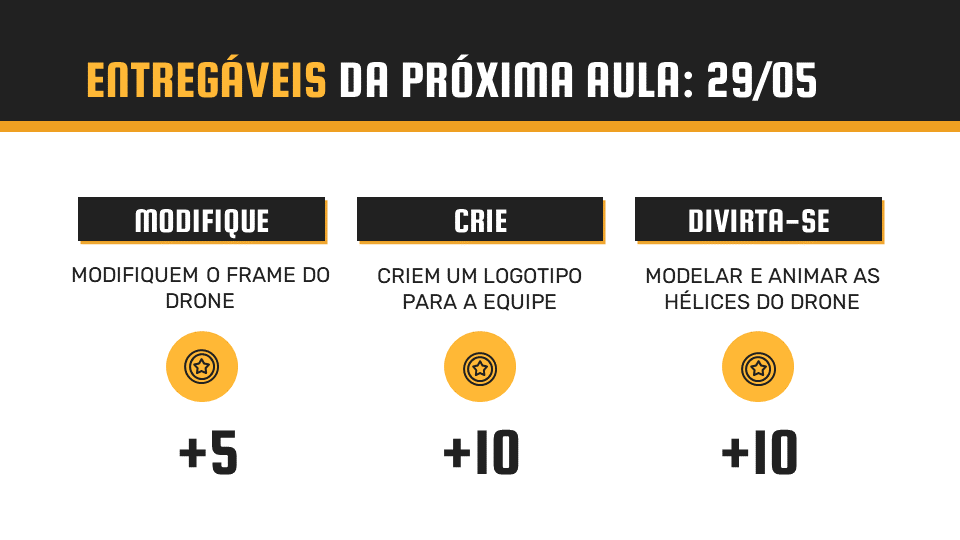 ENTREGÁVEIS DA PRÓXIMA AULA: 29/05
MODIFIQUE
MODIFIQUEM O FRAME DO
DRONE
+5
CRIE
CRIEM UM LOGOTIPO
PARA A EQUIPE
+10
DIVIRTA-SE
MODELAR E ANIMAR AS
HÉLICES DO DRONE
+10